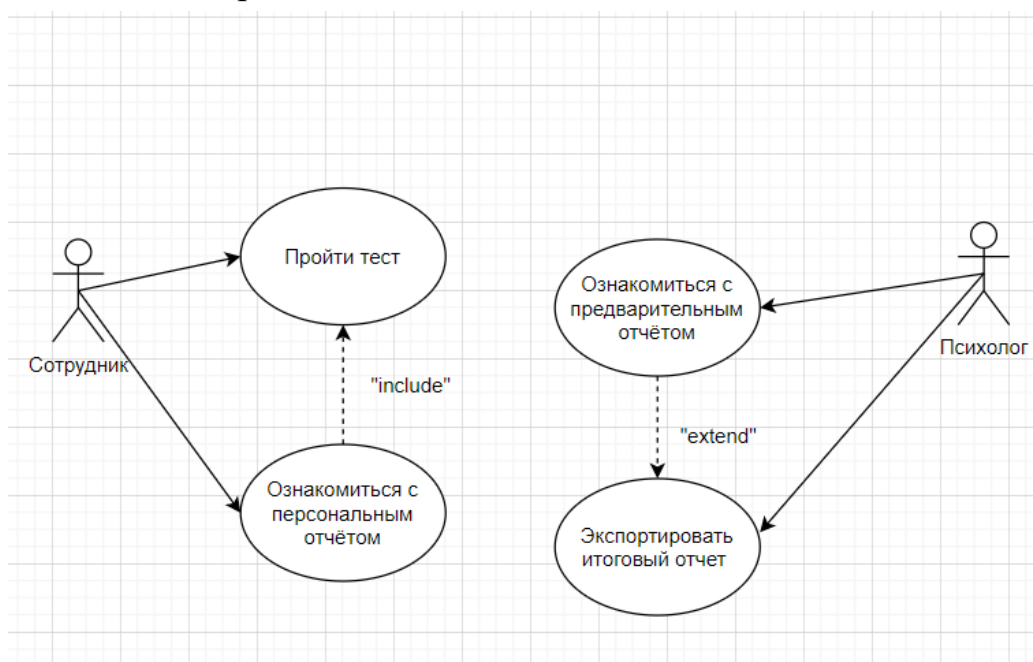 Пройти тест
Сотрудник
"include"
Ознакомиться с
персональным
отчётом
Ознакомиться с
предварительным
отчётом
Психолог
"extend"
Экспортировать
итоговый отчет